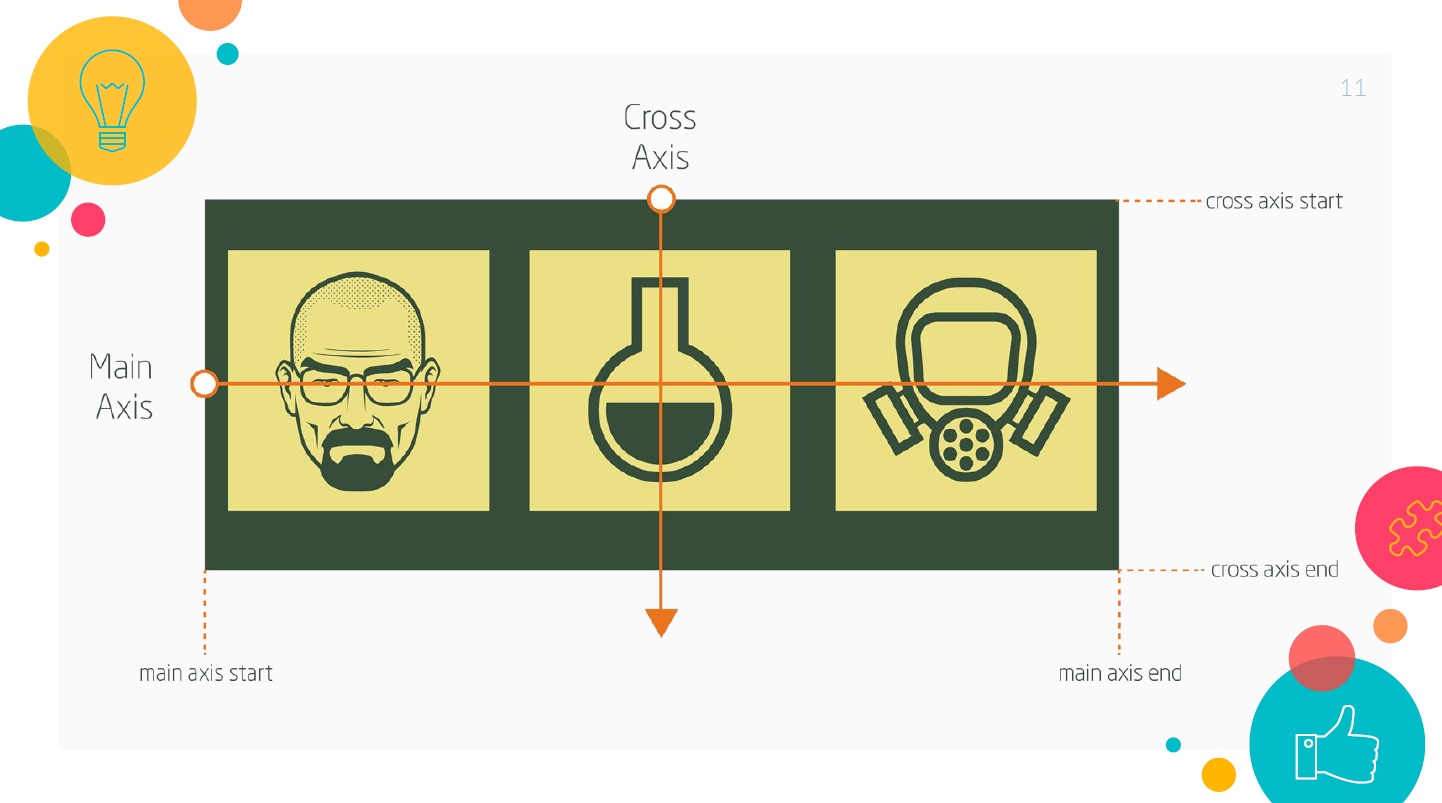 11
Cross
Axis
cross axis start
Main
Axis
cross axis end
main axis start
main axis end